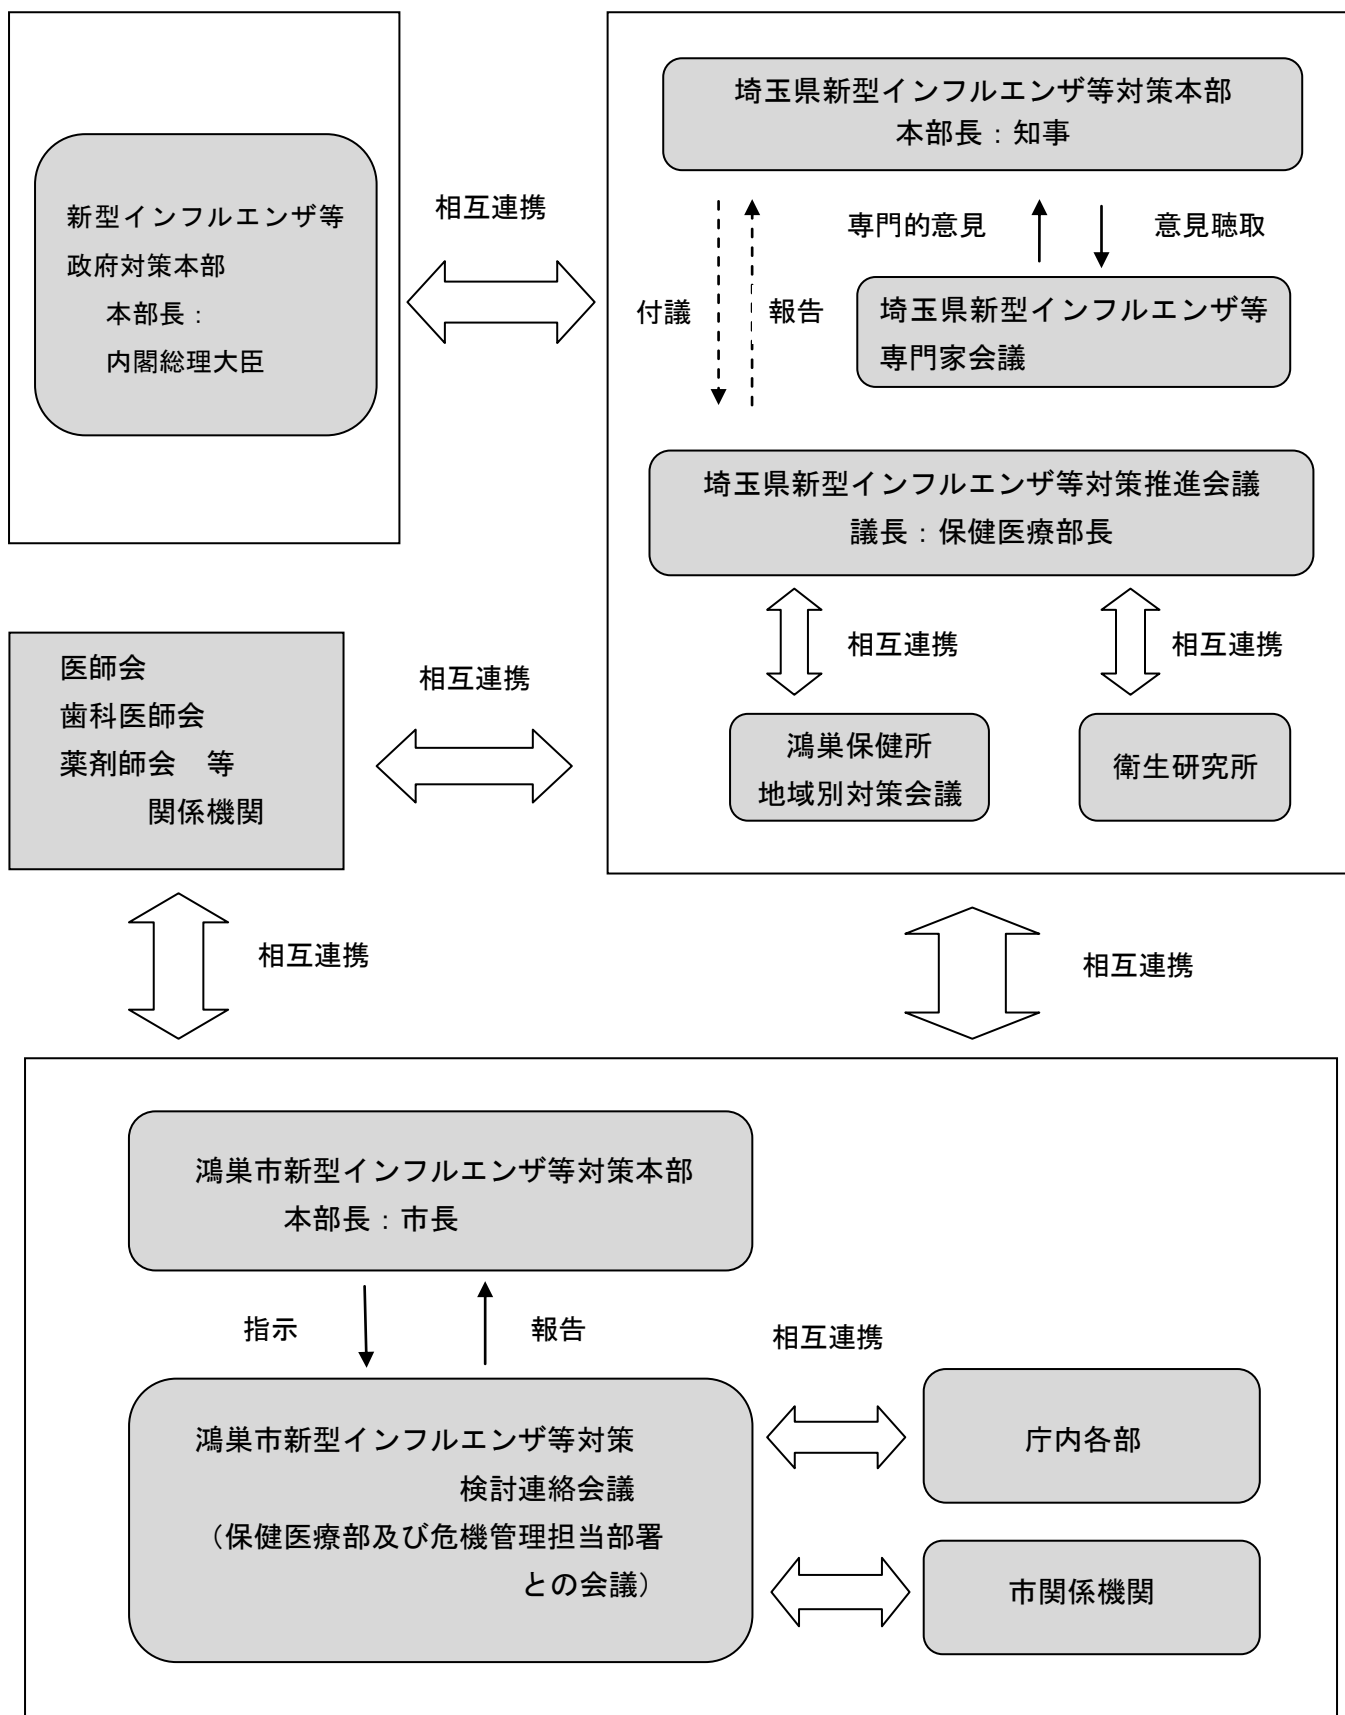 新型インフルエンザ等
政府対策本部
本部長：
内閣総理大臣
相互連携
埼玉県新型インフルエンザ等対策本部
本部長：知事
付議
報告
専門的意見
意見聴取
埼玉県新型インフルエンザ等
専門家会議
埼玉県新型インフルエンザ等対策推進会議
議長：保健医療部長
相互連携
相互連携
鴻巣保健所
地域別対策会議
衛生研究所
医師会
歯科医師会
薬剤師会　等
関係機関
相互連携
相互連携
相互連携
鴻巣市新型インフルエンザ等対策本部
本部長：市長
指示
報告
相互連携
鴻巣市新型インフルエンザ等対策
検討連絡会議
（保健医療部及び危機管理担当部署
との会議）
庁内各部
市関係機関